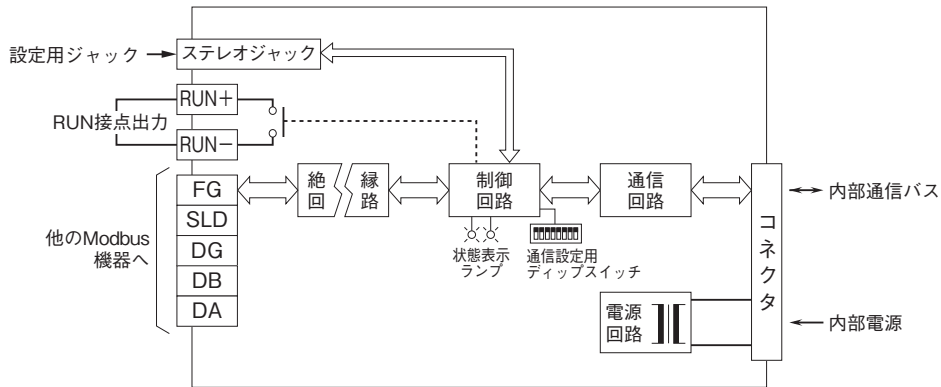 設定用ジャック
ステレオジャック
RUN+
RUN接点出力
RUN−
FG
SLD
DG
DB
DA
他のModbus
機器へ
絶縁
回路
制御
回路
状態表示
ランプ
通信設定用
ディップスイッチ
通信
回路
電源
回路
コネクタ
内部通信バス
内部電源